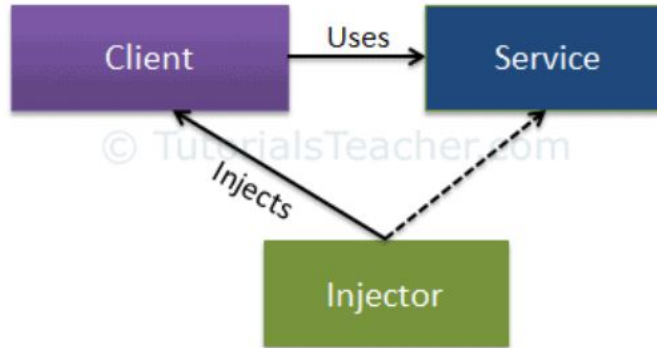 Client
Uses
Service
© TutorialsTeacher.com
Injects
Injector